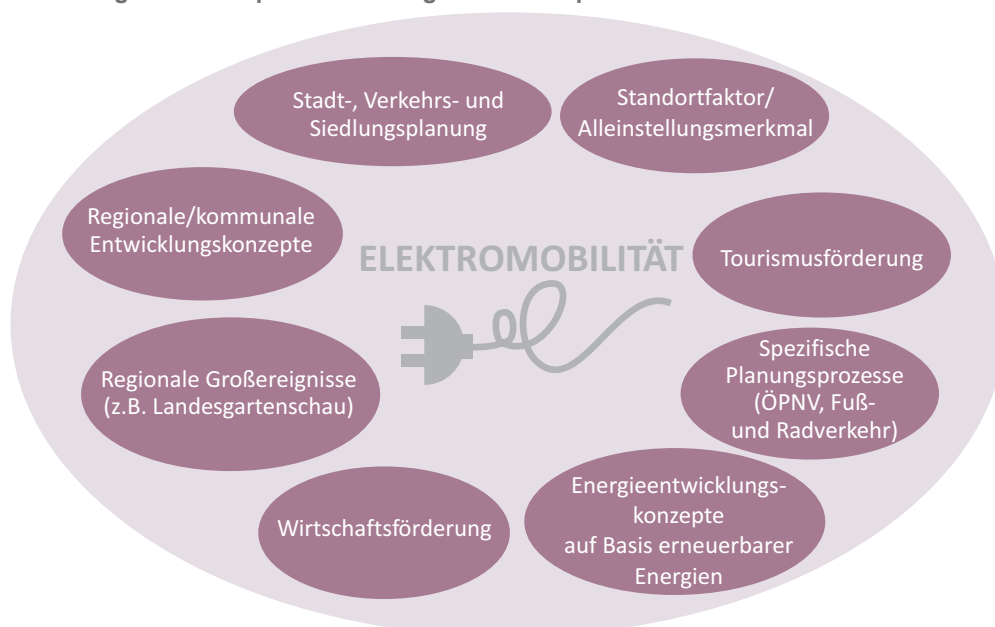 Stadt-, Verkehrs- und
Siedlungsplanung
Standortfaktor/
Alleinstellungsmerkmal
Regionale/kommunale
Entwicklungskonzepte
ELEKTROMOBILITÄT
Tourismusförderung
Regionale Großereignisse
(z.B. Landesgartenschau)
Spezifische
Planungsprozesse
(ÖPNV, Fuß-
und Radverkehr)
Wirtschaftsförderung
Energieentwicklungs-
konzepte
auf Basis erneuerbarer
Energien